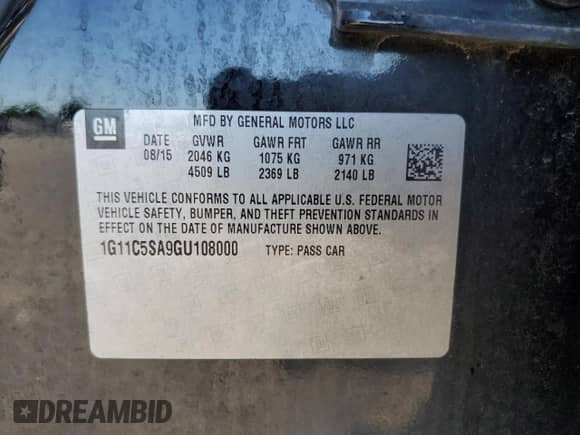 GM
MFD BY GENERAL MOTORS LLC
DATE GVWR GAWR FRT GAWR RR
08/15 2046 KG 1075 KG 971 KG
4509 LB 2369 LB 2140 LB
THIS VEHICLE CONFORMS TO ALL APPLICABLE U.S. FEDERAL MOTOR
VEHICLE SAFETY, BUMPER, AND THEFT PREVENTION STANDARDS
IN EFFECT ON THE DATE OF MANUFACTURE SHOWN ABOVE.
1G11C5SA9GU108000 TYPE: PASS CAR
DREAMBID